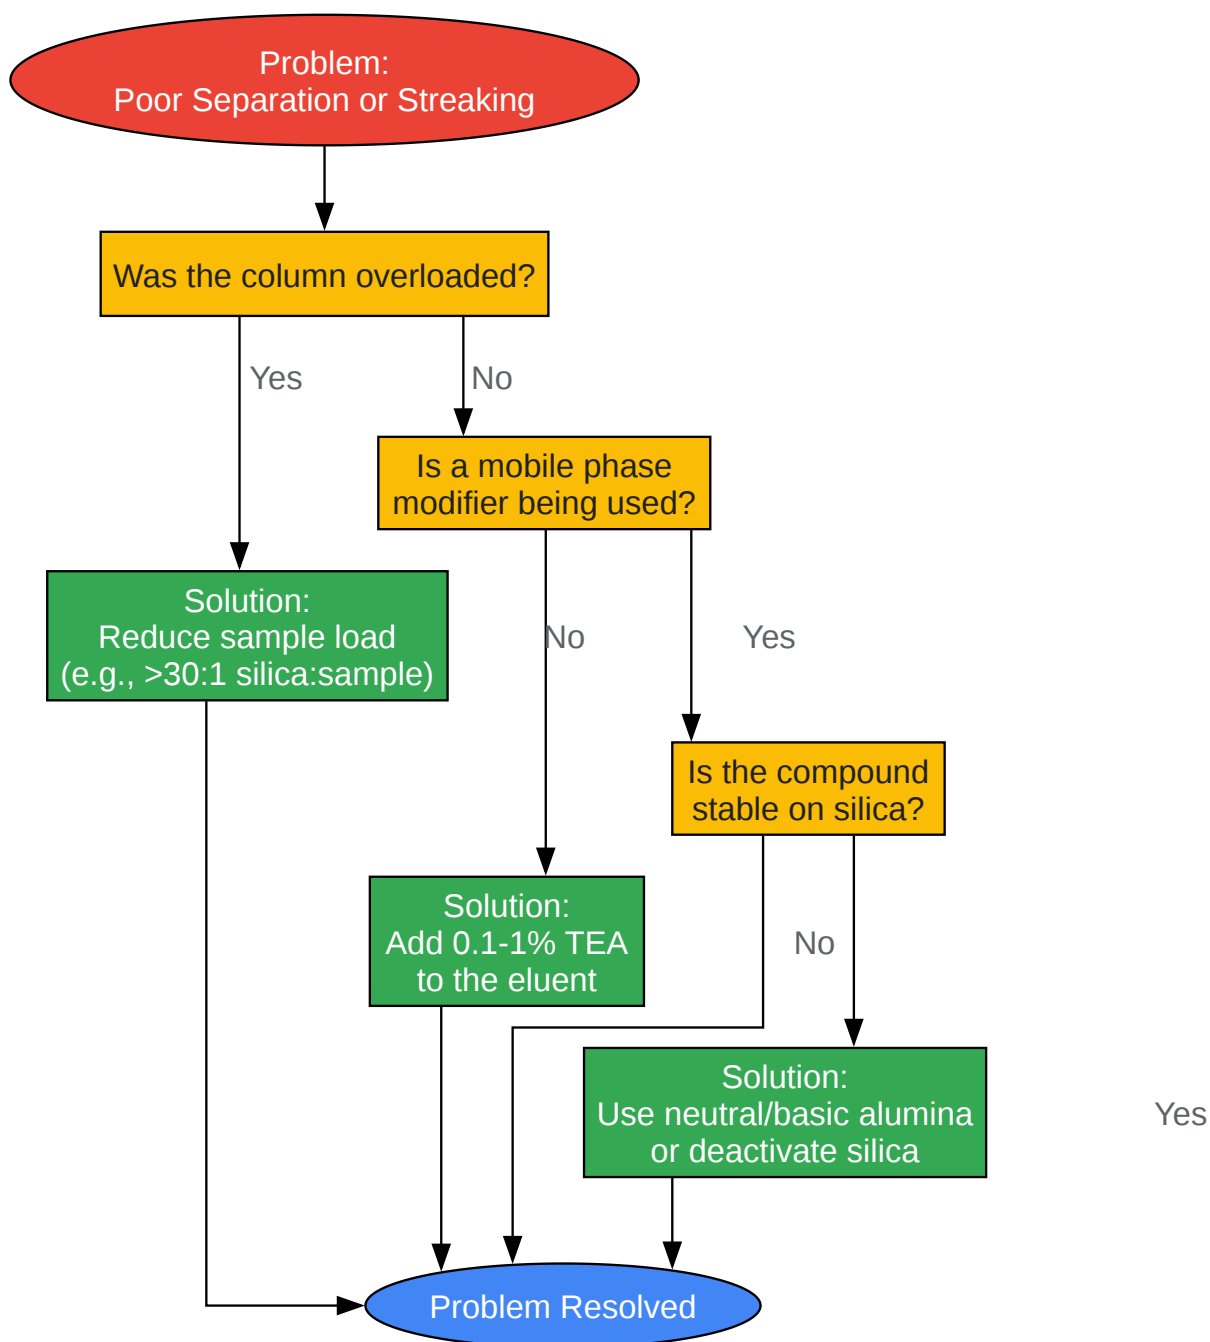 Problem:
Poor Separation or Streaking
Was the column overloaded?
Yes
No
Is a mobile phase
modifier being used?
Solution:
Reduce sample load
(e.g., >30:1 silica:sample)
No
Yes
Is the compound
stable on silica?
Solution:
Add 0.1-1% TEA
to the eluent
No
Solution:
Use neutral/basic alumina
or deactivate silica
Yes
Problem Resolved